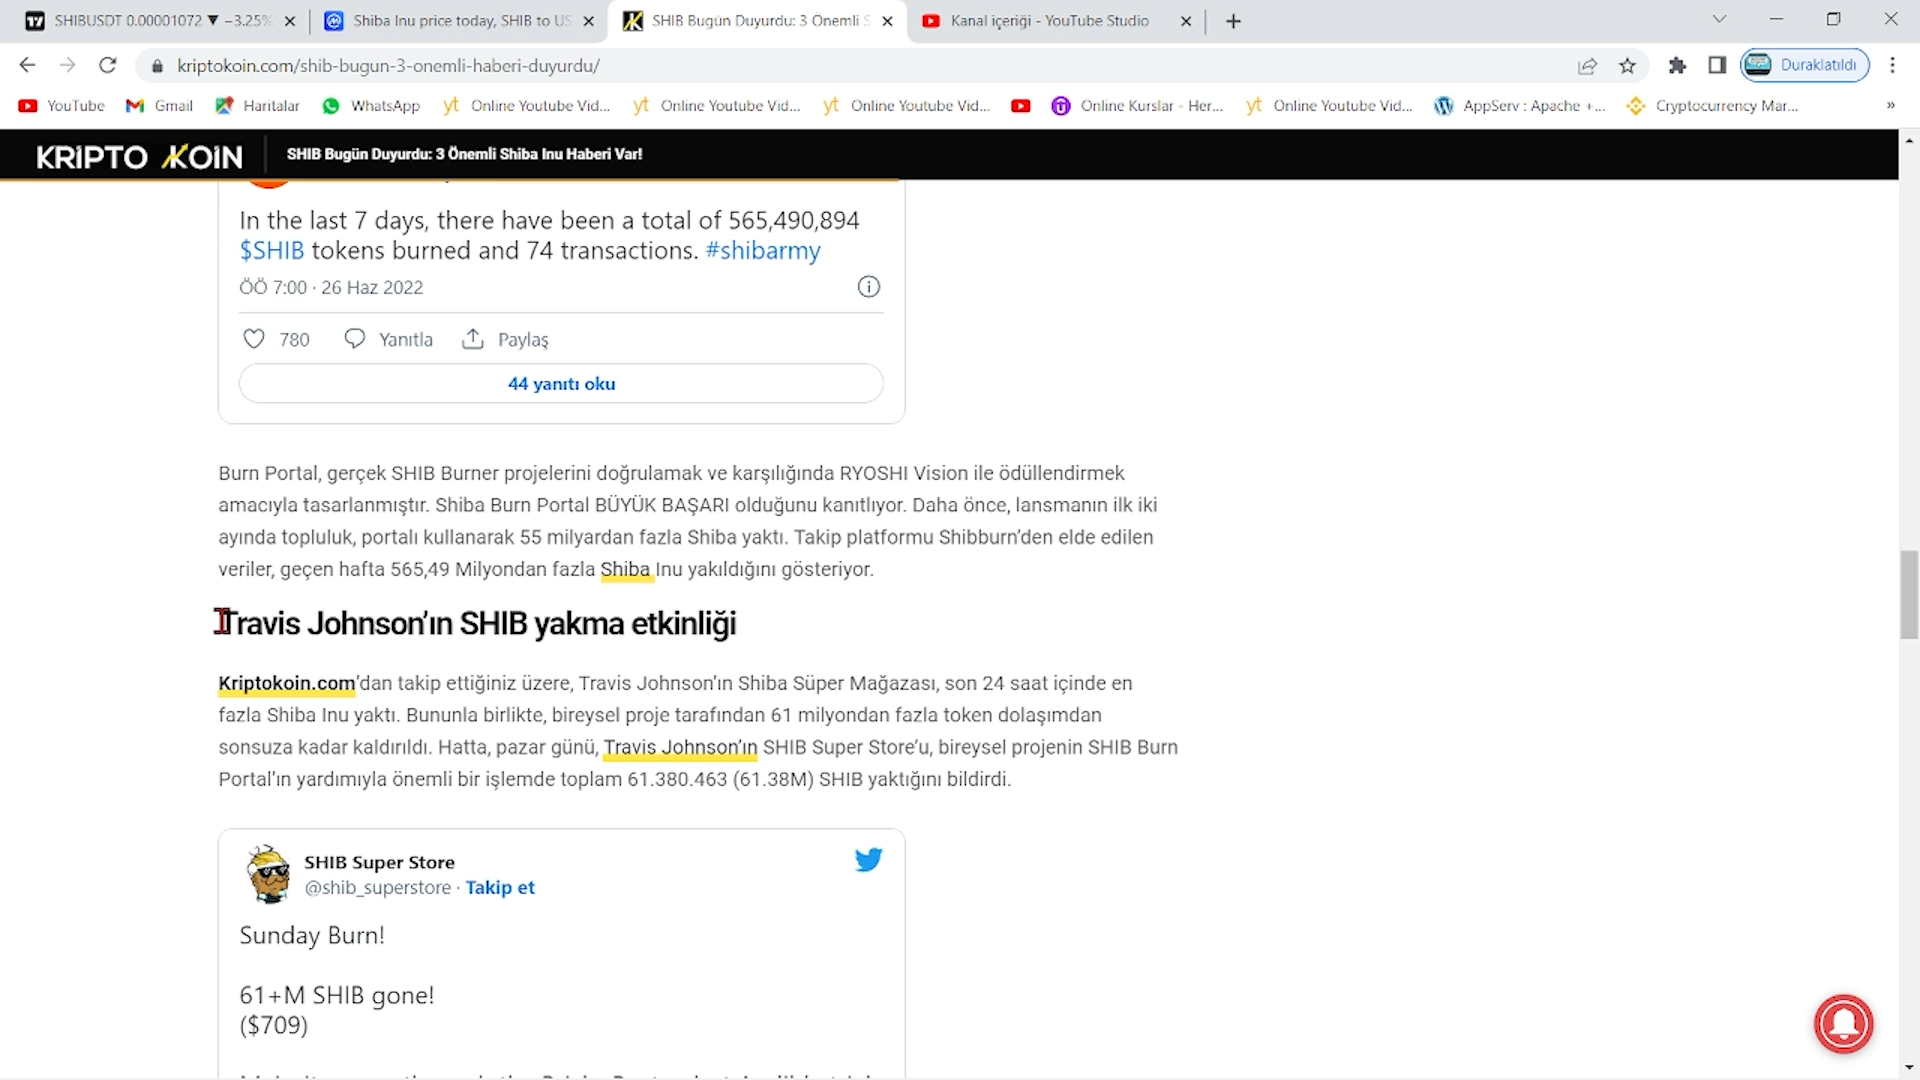 SHIBUSDT 0.00001072 ▼ −3.25%
Shiba Inu price today, SHIB to US
SHIB Bugün Duyurdu: 3 Önemli S
Kanal içeriği - YouTube Studio
kriptokoin.com/shib-bugun-3-onemli-haberi-duyurdu/
Duraklatıldı
YouTube
Gmail
Haritalar
WhatsApp
Online Youtube Vid...
Online Youtube Vid...
Online Youtube Vid...
Online Kurslar - Her...
Online Youtube Vid...
AppServ : Apache +...
Cryptocurrency Mar...
»
KRİPTO KOİN
SHIB Bugün Duyurdu: 3 Önemli Shiba Inu Haberi Var!
In the last 7 days, there have been a total of 565,490,894
$SHIB tokens burned and 74 transactions. #shibarmy
ÖÖ 7:00 · 26 Haz 2022
780
Yanıtla
Paylaş
44 yanıtı oku
Burn Portal, gerçek SHIB Burner projelerini doğrulamak ve karşılığında RYOSHI Vision ile ödüllendirmek
amacıyla tasarlanmıştır. Shiba Burn Portal BÜYÜK BAŞARI olduğunu kanıtlıyor. Daha önce, lansmanın ilk iki
ayında topluluk, portalı kullanarak 55 milyardan fazla Shiba yaktı. Takip platformu Shibburn’den elde edilen
veriler, geçen hafta 565,49 Milyondan fazla Shiba Inu yakıldığını gösteriyor.
Travis Johnson’ın SHIB yakma etkinliği
Kriptokoin.com’dan takip ettiğiniz üzere, Travis Johnson’ın Shiba Süper Mağazası, son 24 saat içinde en
fazla Shiba Inu yaktı. Bununla birlikte, bireysel proje tarafından 61 milyondan fazla token dolaşımdan
sonsuza kadar kaldırıldı. Hatta, pazar günü, Travis Johnson’ın SHIB Super Store’u, bireysel projenin SHIB Burn
Portal’ın yardımıyla önemli bir işlemde toplam 61.380.463 (61.38M) SHIB yaktığını bildirdi.
SHIB Super Store
@shib_superstore · Takip et
Sunday Burn!
61+M SHIB gone!
($709)